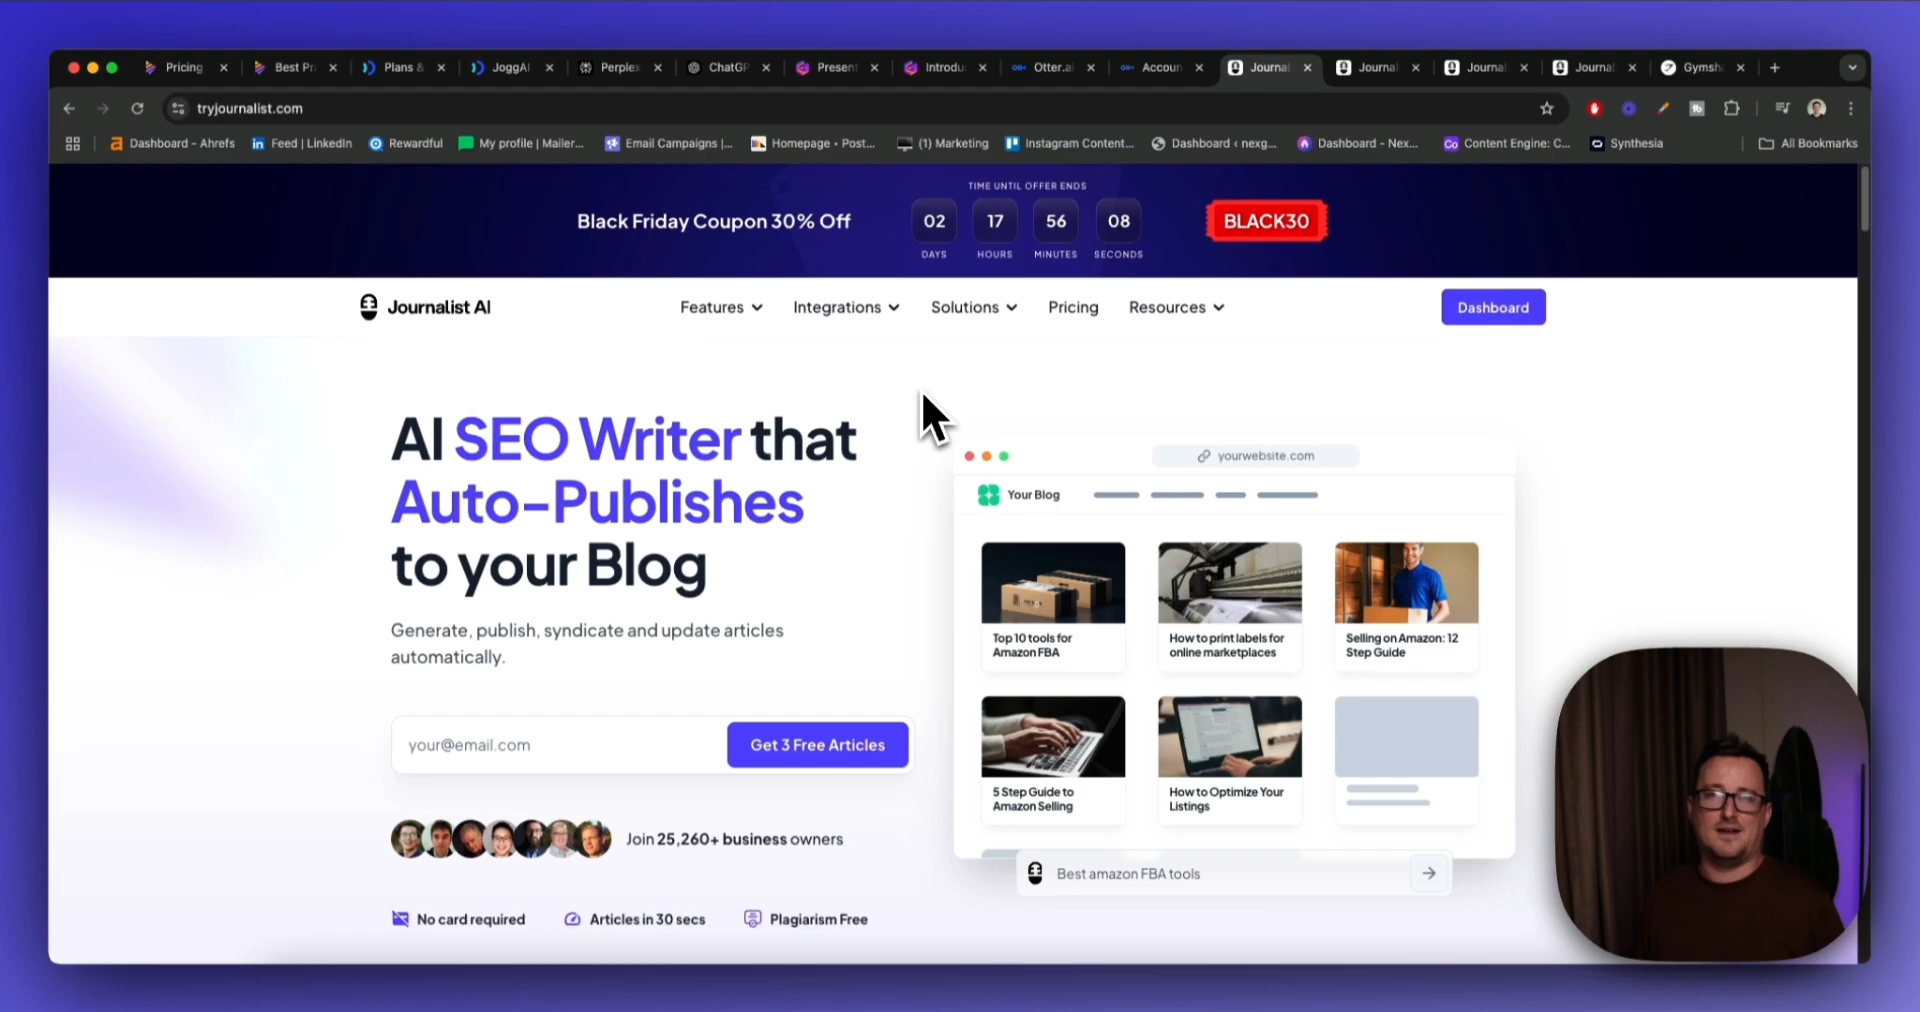 Pricing
Best Pr
Plans &
JoggAI
Perplex
ChatGP
Present
Introdu
Otter.ai
Accoun
Journal
Journal
Journal
Journal
Gymsh
tryjournalist.com
Dashboard - Ahrefs
Feed | LinkedIn
Rewardful
My profile | Mailer...
Email Campaigns |...
Homepage • Post...
(1) Marketing
Instagram Content...
Dashboard ‹ nexg...
Dashboard - Nex...
Co
Content Engine: C...
Synthesia
All Bookmarks
TIME UNTIL OFFER ENDS
Black Friday Coupon 30% Off
02 17 56 08
DAYS HOURS MINUTES SECONDS
BLACK30
Journalist AI
Features
Integrations
Solutions
Pricing
Resources
Dashboard
AI SEO Writer that
Auto-Publishes
to your Blog
Generate, publish, syndicate and update articles
automatically.
your@email.com
Get 3 Free Articles
Join 25,260+ business owners
No card required
Articles in 30 secs
Plagiarism Free
yourwebsite.com
Your Blog
Top 10 tools for
Amazon FBA
How to print labels for
online marketplaces
Selling on Amazon: 12
Step Guide
5 Step Guide to
Amazon Selling
How to Optimize Your
Listings
Best amazon FBA tools